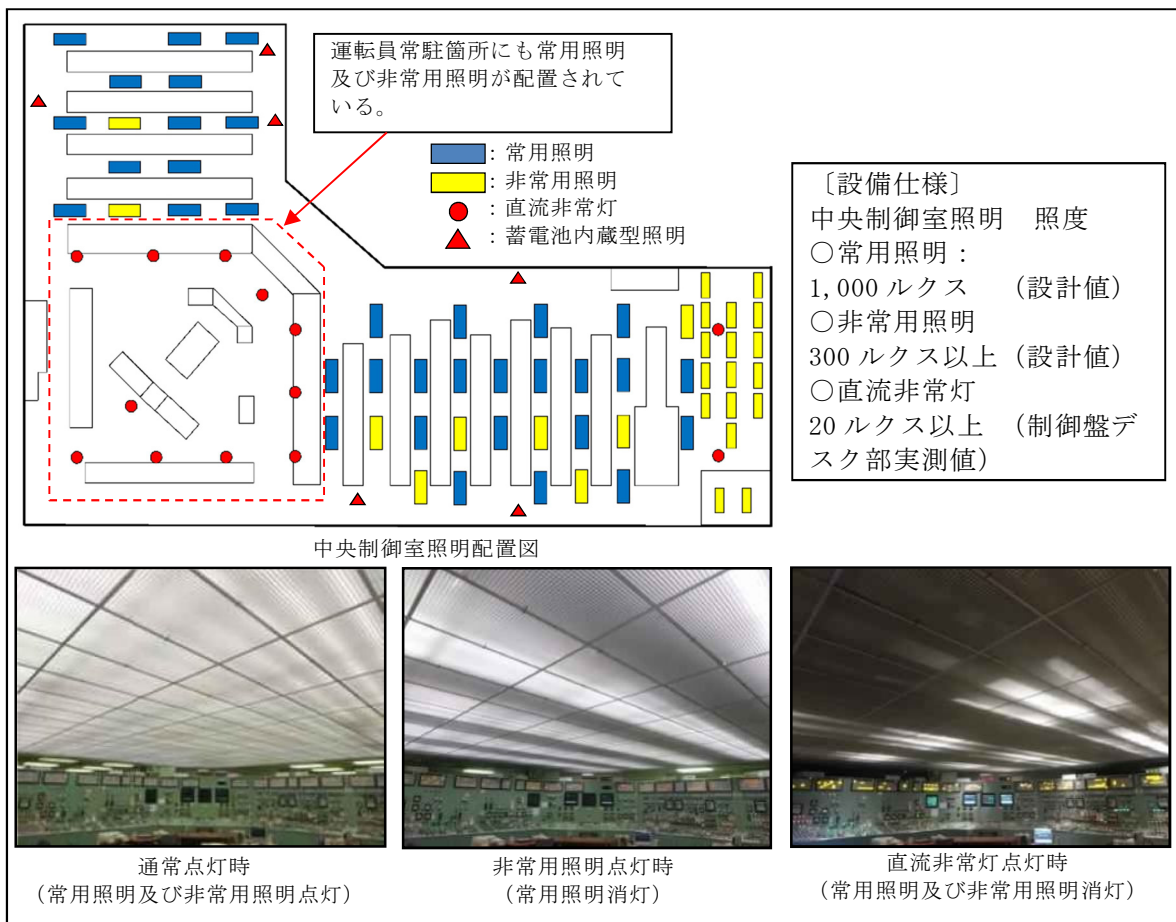 運転員常駐箇所にも常用照明
及び非常用照明が配置されて
いる。
：常用照明
：非常用照明
：直流非常灯
：蓄電池内蔵型照明
〔設備仕様〕
中央制御室照明　照度
○常用照明：
1,000 ルクス　（設計値）
○非常用照明
300 ルクス以上（設計値）
○直流非常灯
20 ルクス以上　（制御盤デ
スク部実測値）
中央制御室照明配置図
通常点灯時
（常用照明及び非常用照明点灯）
非常用照明点灯時
（常用照明消灯）
直流非常灯点灯時
（常用照明及び非常用照明消灯）